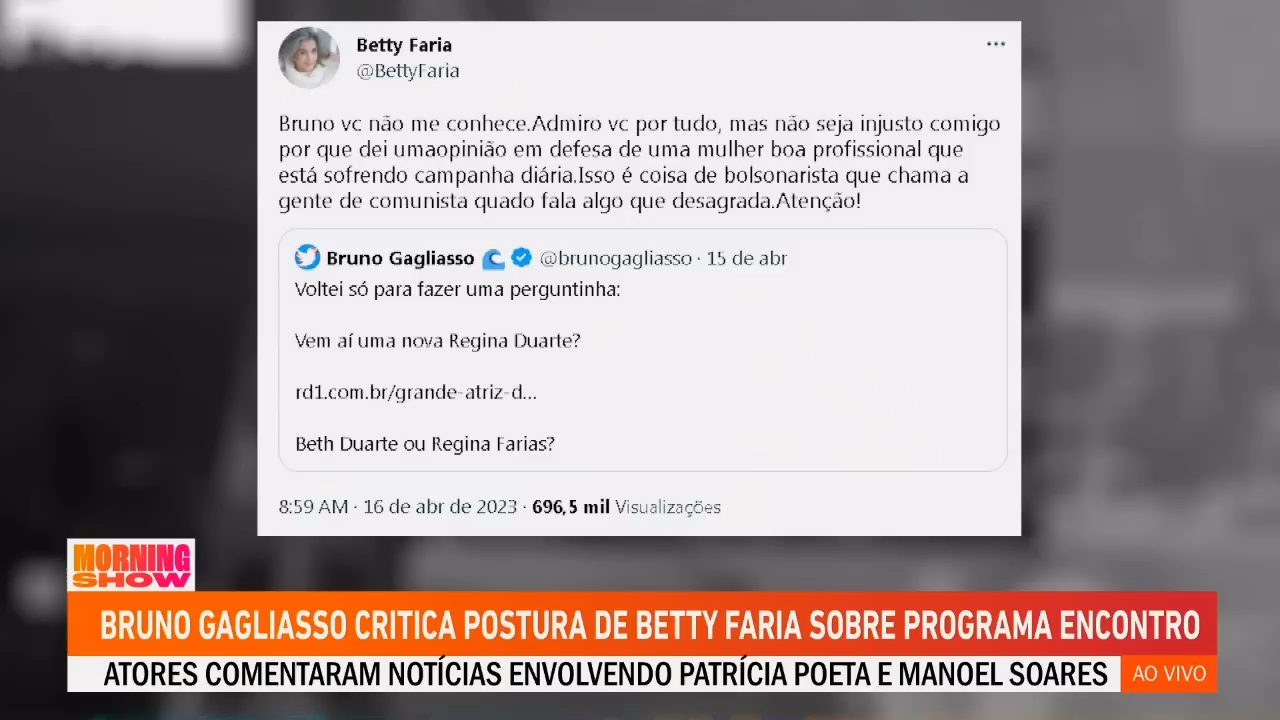 Betty Faria
@BettyFaria
Bruno vc não me conhece.Admiro vc por tudo, mas não seja injusto comigo
por que dei umaopinião em defesa de uma mulher boa profissional que
está sofrendo campanha diária.Isso é coisa de bolsonarista que chama a
gente de comunista quado fala algo que desagrada.Atenção!
Bruno Gagliasso 🌊 @brunogagliasso · 15 de abr
Voltei só para fazer uma perguntinha:
Vem aí uma nova Regina Duarte?
rd1.com.br/grande-atriz-d...
Beth Duarte ou Regina Farias?
8:59 AM · 16 de abr de 2023 · 696,5 mil Visualizações
MORNING
SHOW
BRUNO GAGLIASSO CRITICA POSTURA DE BETTY FARIA SOBRE PROGRAMA ENCONTRO
ATORES COMENTARAM NOTÍCIAS ENVOLVENDO PATRÍCIA POETA E MANOEL SOARES
AO VIVO